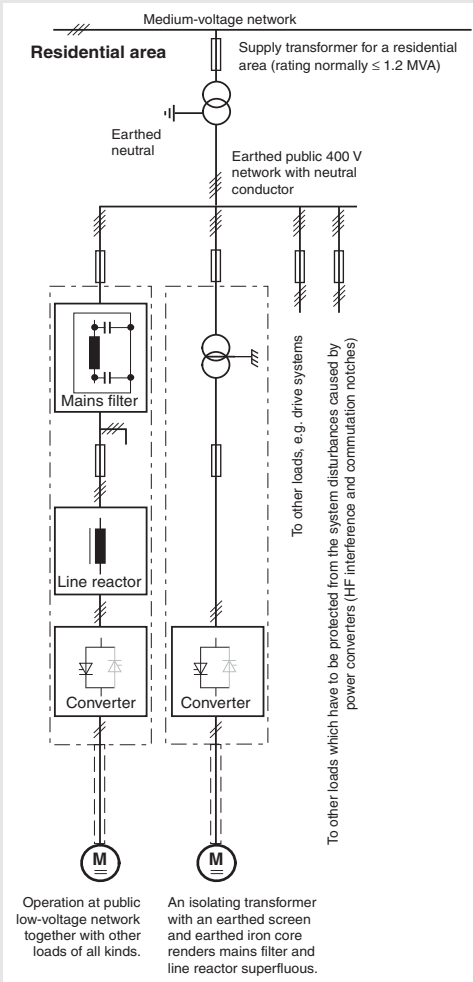 Medium-voltage network
Residential area
Supply transformer for a residential
area (rating normally ≤ 1.2 MVA)
Earthed
neutral
Earthed public 400 V
network with neutral
conductor
Mains filter
Line reactor
Converter
Converter
To other loads, e.g. drive systems
To other loads which have to be protected from the system disturbances caused by
power converters (HF interference and commutation notches)
M
M
Operation at public
low-voltage network
together with other
loads of all kinds.
An isolating transformer
with an earthed screen
and earthed iron core
renders mains filter and
line reactor superfluous.